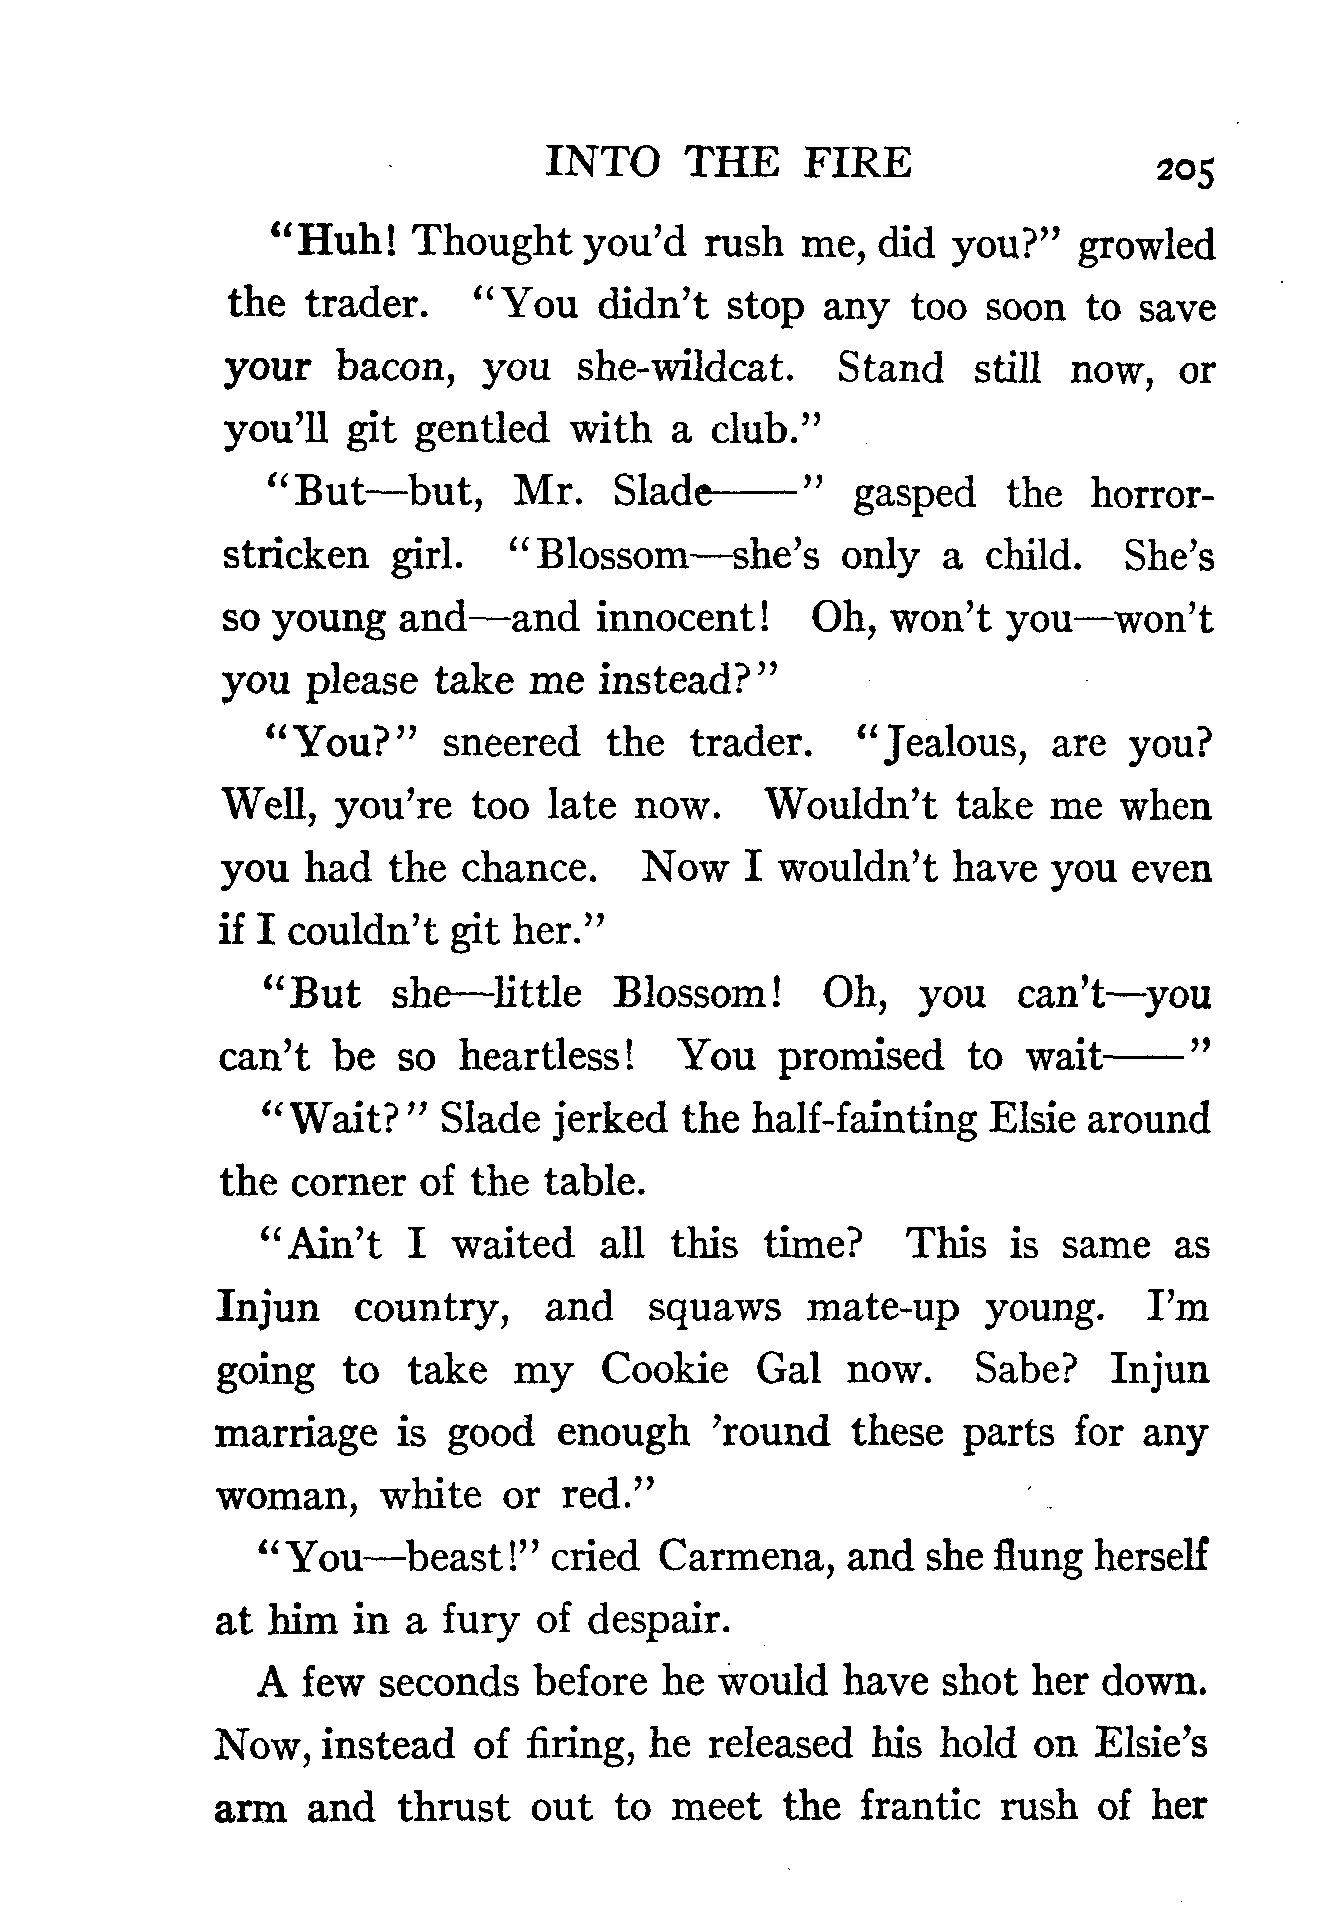 INTO THE FIRE 205
“Huh! Thought you’d rush me, did you?” growled
the trader. “You didn’t stop any too soon to save
your bacon, you she-wildcat. Stand still now, or
you’ll git gentled with a club.”
“But—but, Mr. Slade——” gasped the horror-
stricken girl. “Blossom—she’s only a child. She’s
so young and—and innocent! Oh, won’t you—won’t
you please take me instead?”
“You?” sneered the trader. “Jealous, are you?
Well, you’re too late now. Wouldn’t take me when
you had the chance. Now I wouldn’t have you even
if I couldn’t git her.”
“But she—little Blossom! Oh, you can’t—you
can’t be so heartless! You promised to wait——”
“Wait?” Slade jerked the half-fainting Elsie around
the corner of the table.
“Ain’t I waited all this time? This is same as
Injun country, and squaws mate-up young. I’m
going to take my Cookie Gal now. Sabe? Injun
marriage is good enough ’round these parts for any
woman, white or red.”
“You—beast!” cried Carmena, and she flung herself
at him in a fury of despair.
A few seconds before he would have shot her down.
Now, instead of firing, he released his hold on Elsie’s
arm and thrust out to meet the frantic rush of her